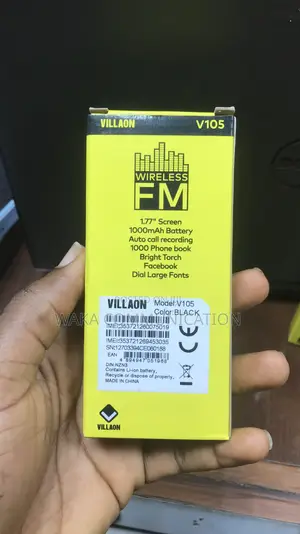 VILLAON V105
WIRELESS
FM
1.77" Screen
1000mAh Battery
Auto call recording
1000 Phone book
Bright Torch
Facebook
Dial Large Fonts
VILLAON Model:V105
Color:BLACK
IMEI:353721260075019
IMEI:353721269453035
SN:12703394CE060188
EAN
Contains Li-ion battery,
Recycle or dispose of properly,
MADE IN CHINA
CE
VILLAON